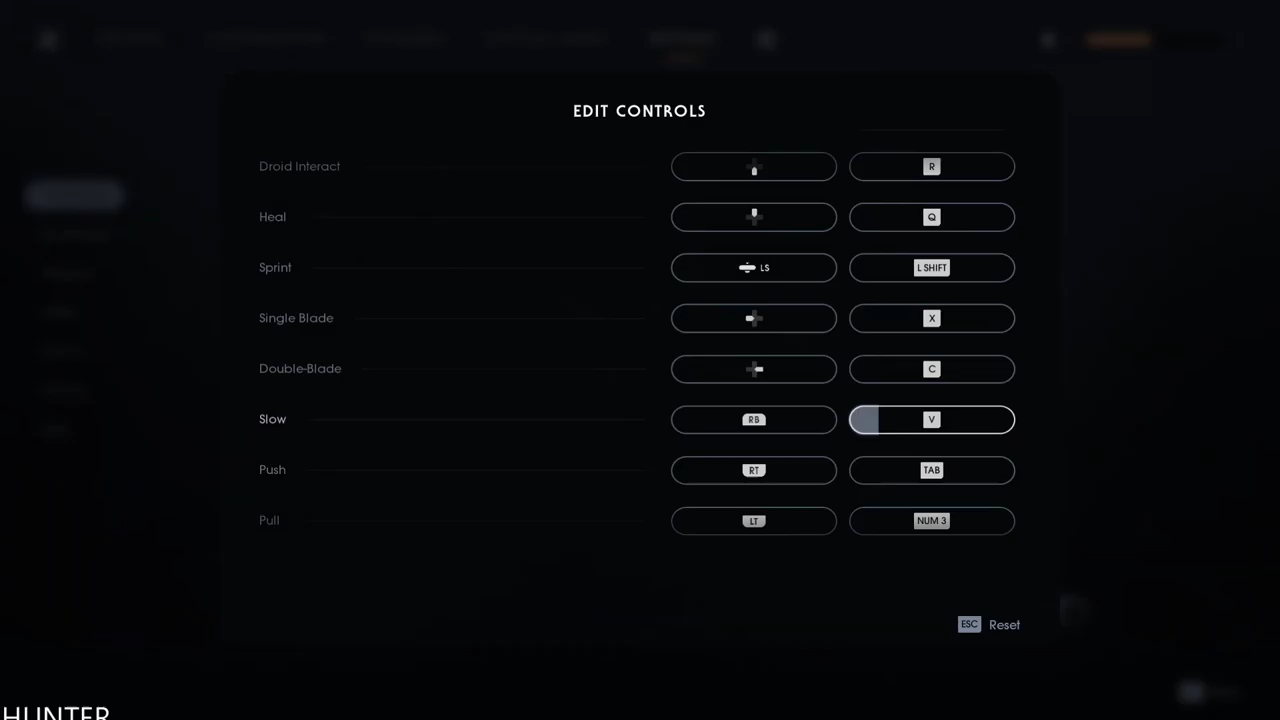 EDIT CONTROLS
Droid Interact R
Heal Q
Sprint LS L SHIFT
Single Blade X
Double-Blade C
Slow RB V
Push RT TAB
Pull LT NUM 3
ESC Reset
HUNTER